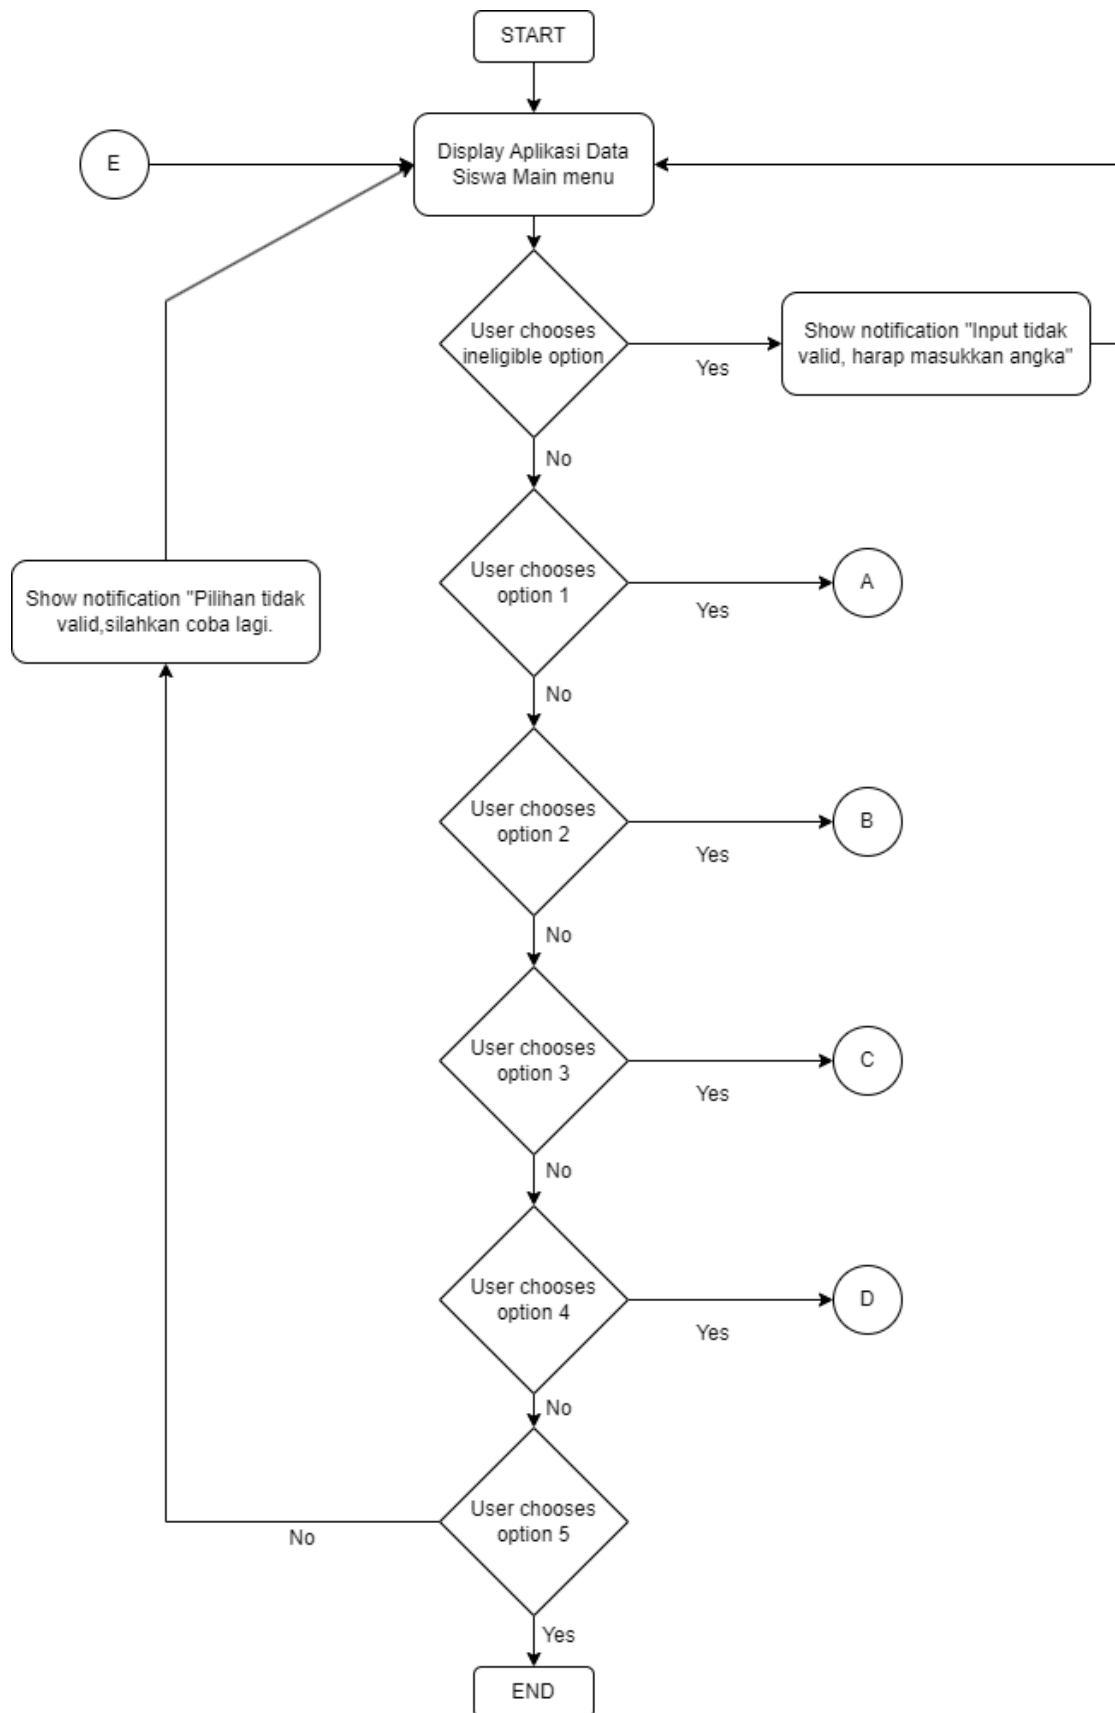 START
E
Display Aplikasi Data
Siswa Main menu
User chooses
ineligible option
Yes
Show notification "Input tidak
valid, harap masukkan angka"
No
User chooses
option 1
Yes
A
Show notification "Pilihan tidak
valid,silahkan coba lagi.
No
User chooses
option 2
Yes
B
No
User chooses
option 3
Yes
C
No
User chooses
option 4
Yes
D
No
User chooses
option 5
No
Yes
END